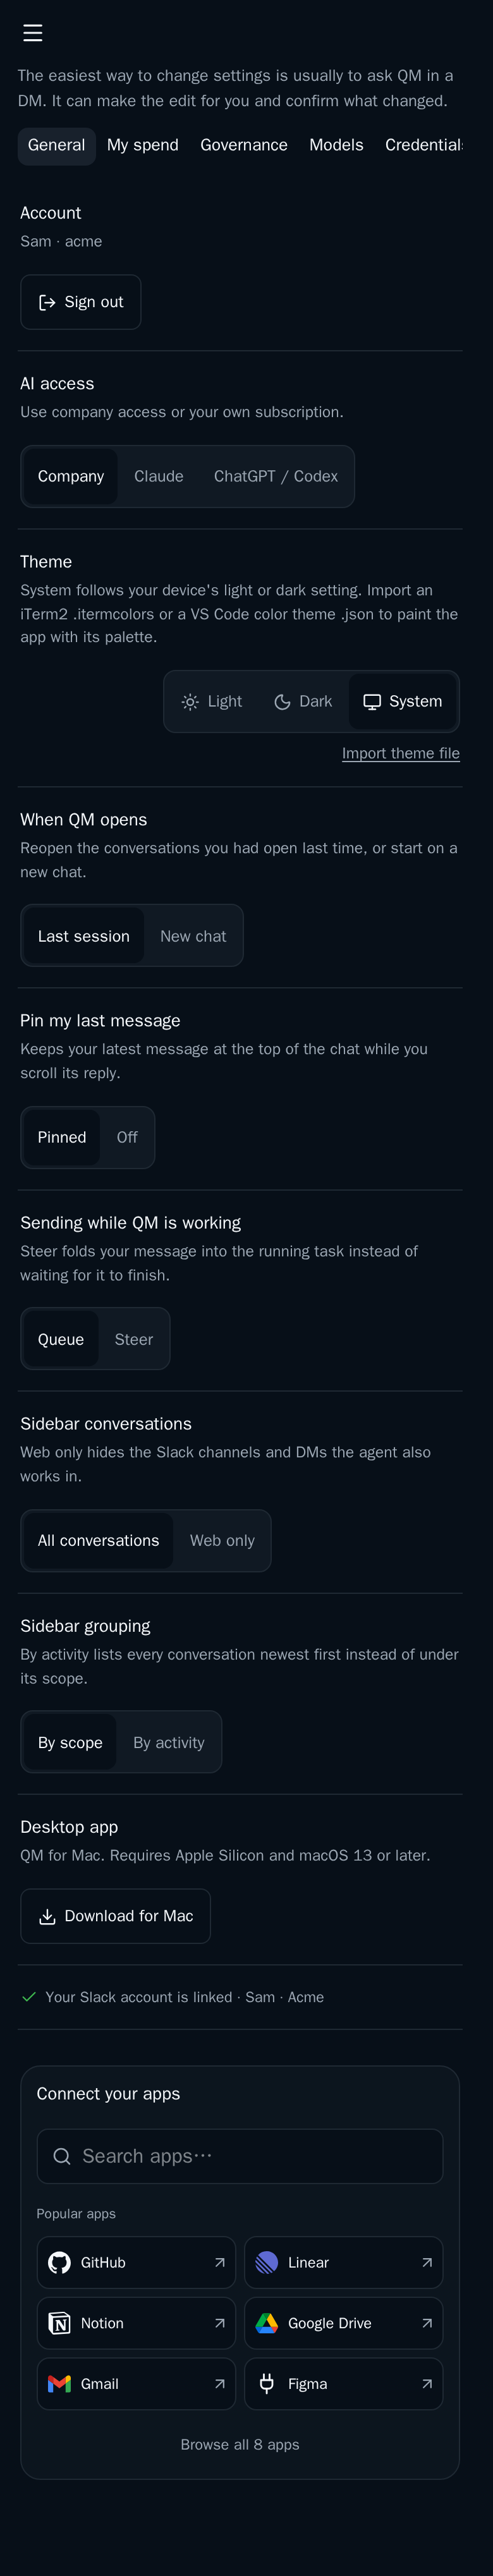 The easiest way to change settings is usually to ask QM in a
DM. It can make the edit for you and confirm what changed.
General My spend Governance Models Credentials
Account
Sam · acme
Sign out
AI access
Use company access or your own subscription.
Company Claude ChatGPT / Codex
Theme
System follows your device's light or dark setting. Import an
iTerm2 .itermcolors or a VS Code color theme .json to paint the
app with its palette.
Light Dark System
Import theme file
When QM opens
Reopen the conversations you had open last time, or start on a
new chat.
Last session New chat
Pin my last message
Keeps your latest message at the top of the chat while you
scroll its reply.
Pinned Off
Sending while QM is working
Steer folds your message into the running task instead of
waiting for it to finish.
Queue Steer
Sidebar conversations
Web only hides the Slack channels and DMs the agent also
works in.
All conversations Web only
Sidebar grouping
By activity lists every conversation newest first instead of under
its scope.
By scope By activity
Desktop app
QM for Mac. Requires Apple Silicon and macOS 13 or later.
Download for Mac
Your Slack account is linked · Sam · Acme
Connect your apps
Search apps···
Popular apps
GitHub Linear
Notion Google Drive
Gmail Figma
Browse all 8 apps